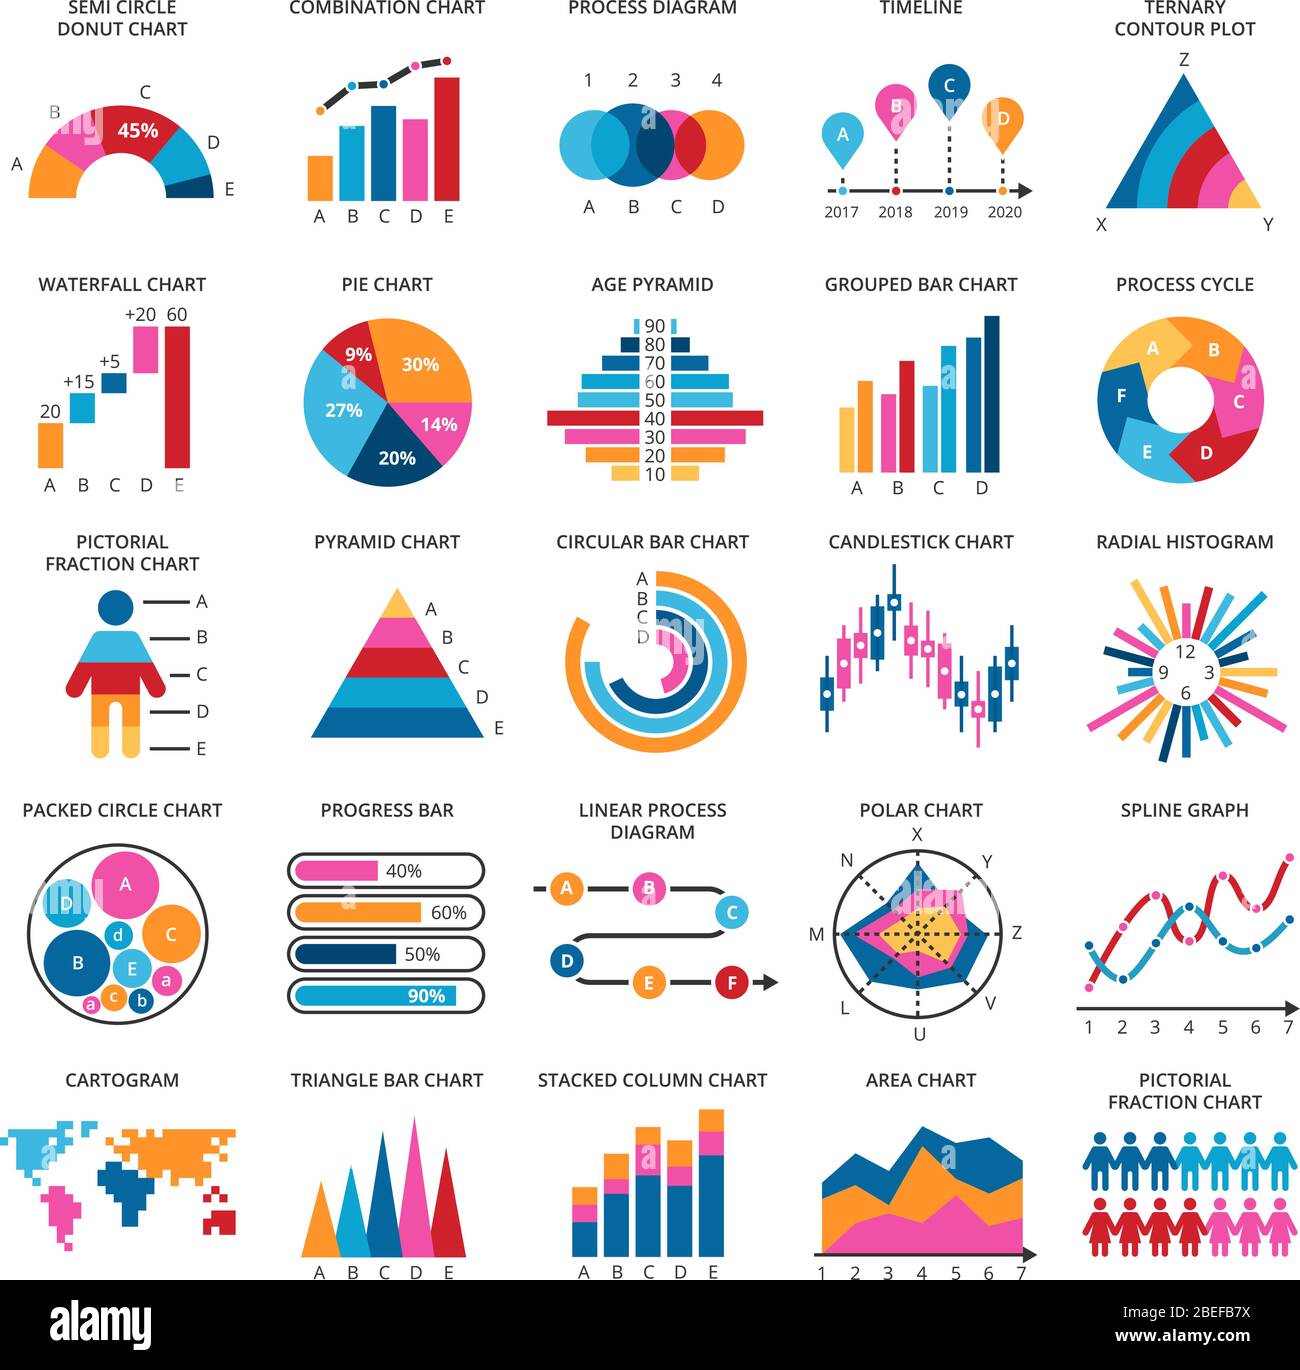 SEMI CIRCLE
DONUT CHART
A
B
C
45%
D
E
COMBINATION CHART
A B C D E
PROCESS DIAGRAM
1 2 3 4
A B C D
TIMELINE
A B C D
2017 2018 2019 2020
TERNARY
CONTOUR PLOT
Z
X Y
WATERFALL CHART
+20 60
+5
+15
20
A B C D E
PIE CHART
9% 30%
27% 14%
20%
AGE PYRAMID
90
80
70
60
50
40
30
20
10
GROUPED BAR CHART
A B C D
PROCESS CYCLE
A B
F C
E D
PICTORIAL
FRACTION CHART
A
B
C
D
E
PYRAMID CHART
A
B
C
D
E
CIRCULAR BAR CHART
A
B
C
D
CANDLESTICK CHART
RADIAL HISTOGRAM
12
9 3
6
PACKED CIRCLE CHART
A
D
d C
B E
a
a c b
PROGRESS BAR
40%
60%
50%
90%
LINEAR PROCESS
DIAGRAM
A B
C
D
E F
POLAR CHART
X
N Y
M Z
L V
U
SPLINE GRAPH
1 2 3 4 5 6 7
CARTOGRAM
TRIANGLE BAR CHART
A B C D E
STACKED COLUMN CHART
A B C D E
AREA CHART
1 2 3 4 5 6 7
PICTORIAL
FRACTION CHART
alamy
Image ID: 2BEFB7X
www.alamy.com